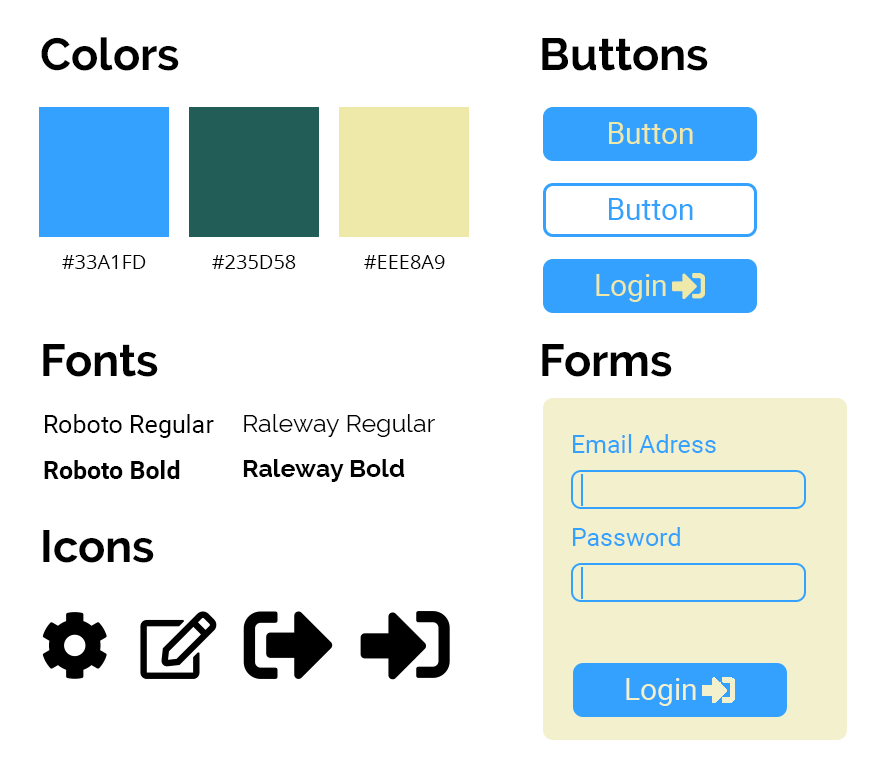 Colors
#33A1FD
#235D58
#EEE8A9
Fonts
Roboto Regular
Raleway Regular
Roboto Bold
Raleway Bold
Icons
Buttons
Button
Button
Login
Forms
Email Adress
Password
Login